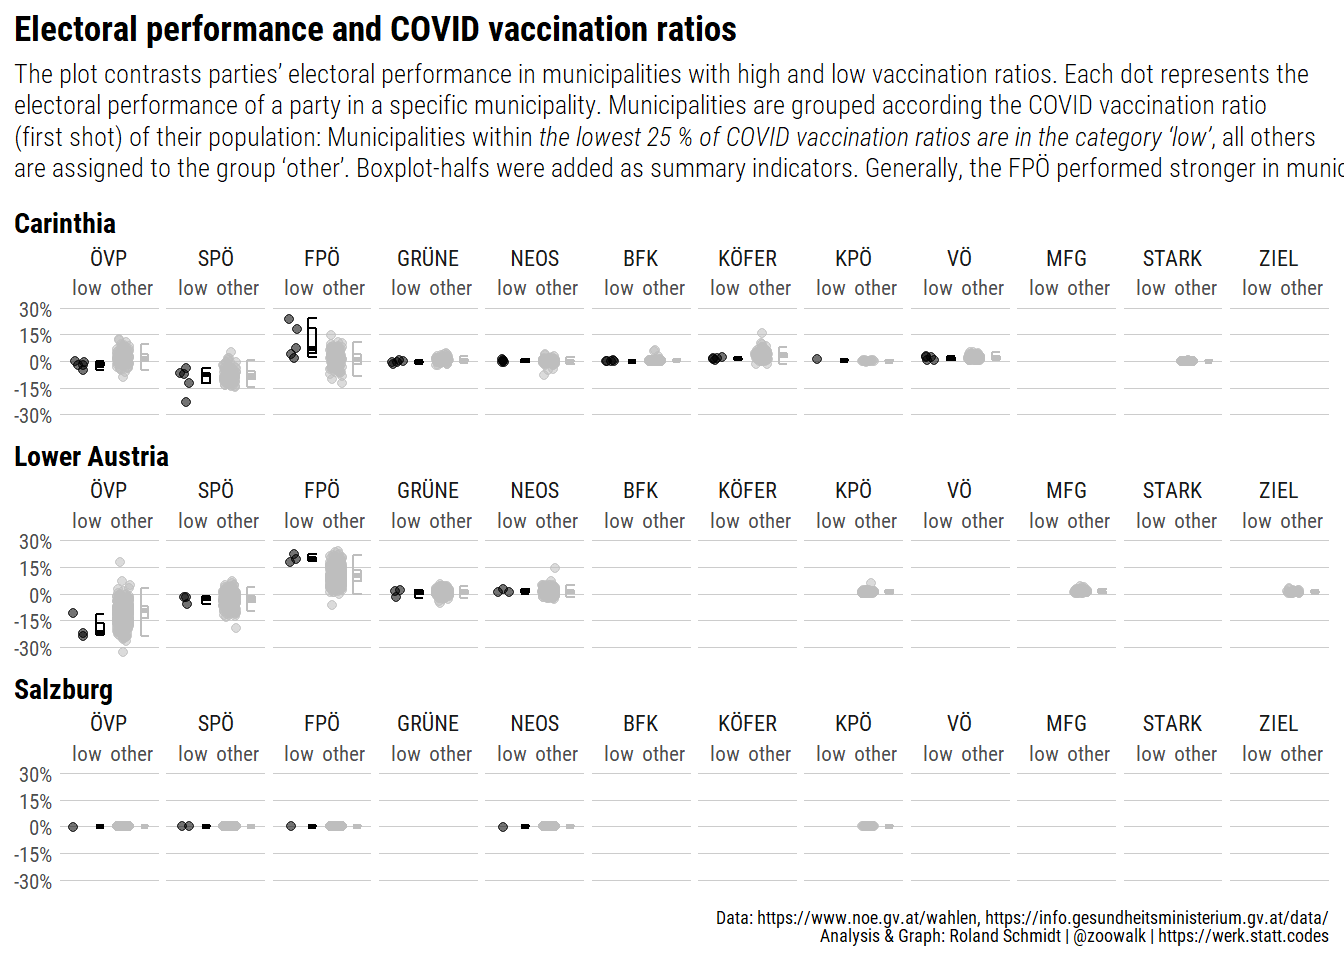 Electoral performance and COVID vaccination ratios
The plot contrasts parties’ electoral performance in municipalities with high and low vaccination ratios. Each dot represents the
electoral performance of a party in a specific municipality. Municipalities are grouped according the COVID vaccination ratio
(first shot) of their population: Municipalities within the lowest 25 % of COVID vaccination ratios are in the category ‘low’, all others
are assigned to the group ‘other’. Boxplot-halfs were added as summary indicators. Generally, the FPÖ performed stronger in munic
Carinthia
ÖVP SPÖ FPÖ GRÜNE NEOS BFK KÖFER KPÖ VÖ MFG STARK ZIEL
low other low other low other low other low other low other low other low other low other low other low other low other
30%
15%
0%
-15%
-30%
Lower Austria
ÖVP SPÖ FPÖ GRÜNE NEOS BFK KÖFER KPÖ VÖ MFG STARK ZIEL
low other low other low other low other low other low other low other low other low other low other low other low other
30%
15%
0%
-15%
-30%
Salzburg
ÖVP SPÖ FPÖ GRÜNE NEOS BFK KÖFER KPÖ VÖ MFG STARK ZIEL
low other low other low other low other low other low other low other low other low other low other low other low other
30%
15%
0%
-15%
-30%
Data: https://www.noe.gv.at/wahlen, https://info.gesundheitsministerium.gv.at/data/
Analysis & Graph: Roland Schmidt | @zoowalk | https://werk.statt.codes